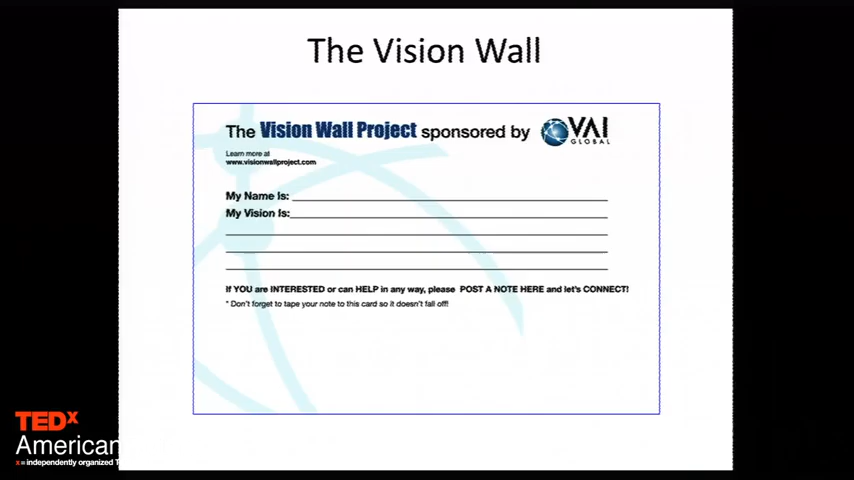 The Vision Wall
The Vision Wall Project sponsored by VAI GLOBAL
Learn more at
www.visionwallproject.com
My Name Is:
My Vision Is:
If YOU are INTERESTED or can HELP in any way, please POST A NOTE HERE and let's CONNECT!
* Don't forget to tape your note to this card so it doesn't fall off!
TEDx
American
x = independently organized T